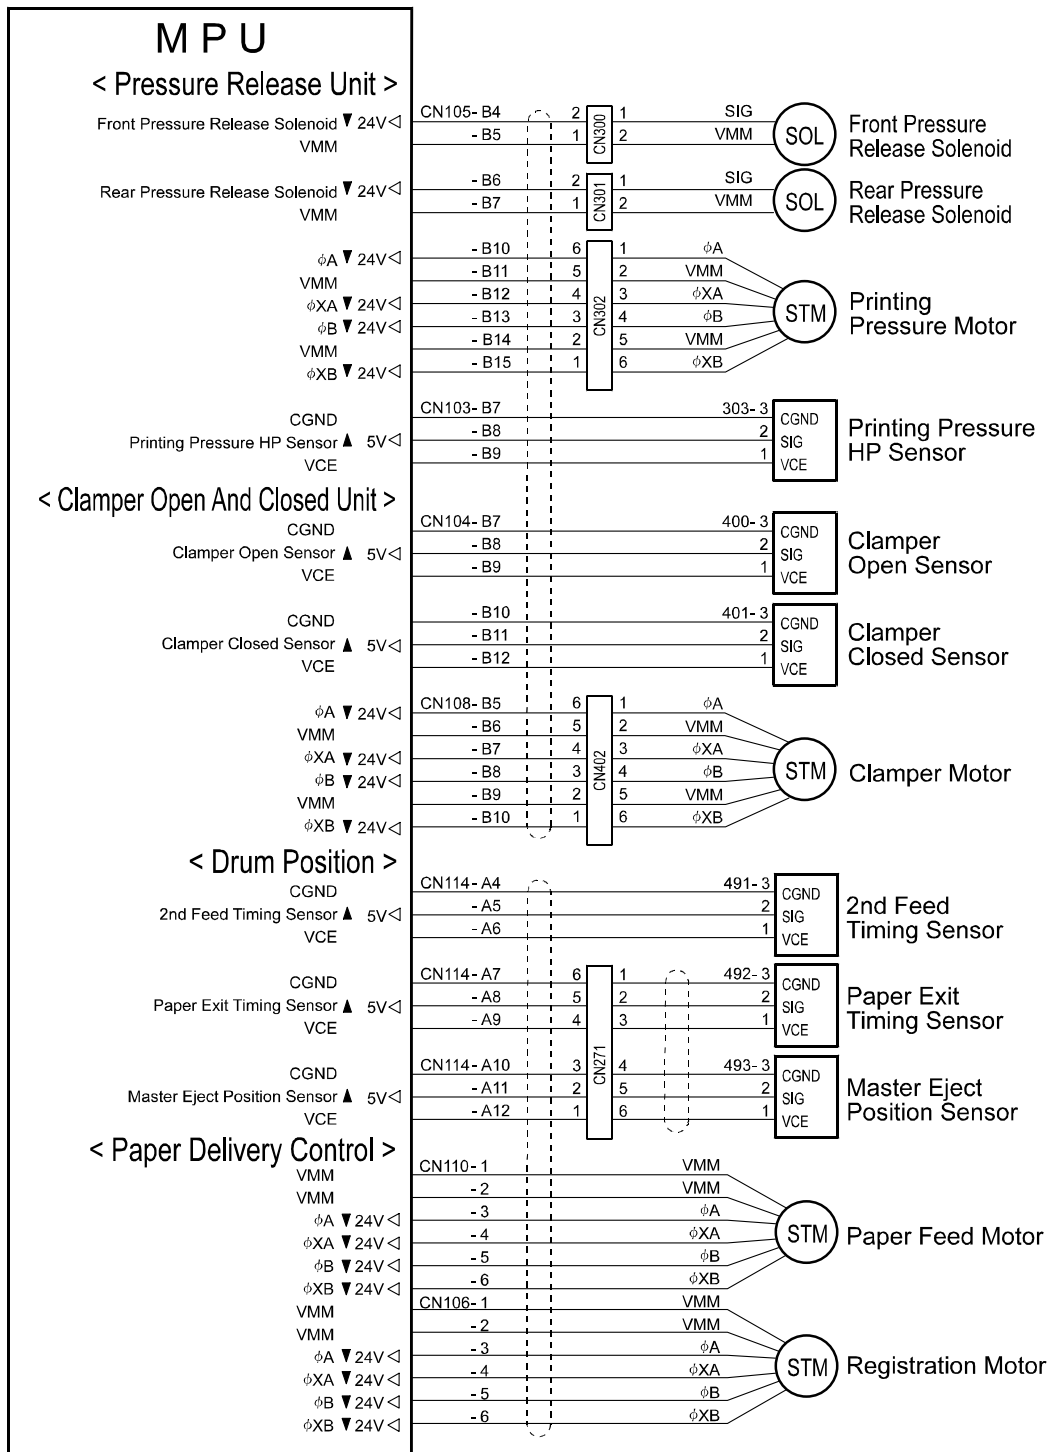 M P U
< Pressure Release Unit >
Front Pressure Release Solenoid ▼ 24V◁ CN105- B4 2 1 SIG
VMM - B5 1 2 VMM
CN300
SOL
Front Pressure
Release Solenoid
Rear Pressure Release Solenoid ▼ 24V◁ - B6 2 1 SIG
VMM - B7 1 2 VMM
CN301
SOL
Rear Pressure
Release Solenoid
ϕA ▼ 24V◁ - B10 6 1 ϕA
VMM - B11 5 2 VMM
ϕXA ▼ 24V◁ - B12 4 3 ϕXA
ϕB ▼ 24V◁ - B13 3 4 ϕB
VMM - B14 2 5 VMM
ϕXB ▼ 24V◁ - B15 1 6 ϕXB
CN302
STM
Printing
Pressure Motor
CGND CN103- B7 303- 3 CGND
Printing Pressure HP Sensor ▲ 5V◁ - B8 2 SIG
VCE - B9 1 VCE
Printing Pressure
HP Sensor
< Clamper Open And Closed Unit >
CGND CN104- B7 400- 3 CGND
Clamper Open Sensor ▲ 5V◁ - B8 2 SIG
VCE - B9 1 VCE
Clamper
Open Sensor
CGND - B10 401- 3 CGND
Clamper Closed Sensor ▲ 5V◁ - B11 2 SIG
VCE - B12 1 VCE
Clamper
Closed Sensor
ϕA ▼ 24V◁ CN108- B5 6 1 ϕA
VMM - B6 5 2 VMM
ϕXA ▼ 24V◁ - B7 4 3 ϕXA
ϕB ▼ 24V◁ - B8 3 4 ϕB
VMM - B9 2 5 VMM
ϕXB ▼ 24V◁ - B10 1 6 ϕXB
CN402
STM
Clamper Motor
< Drum Position >
CGND CN114- A4 491- 3 CGND
2nd Feed Timing Sensor ▲ 5V◁ - A5 2 SIG
VCE - A6 1 VCE
2nd Feed
Timing Sensor
CGND CN114- A7 6 1 492- 3 CGND
Paper Exit Timing Sensor ▲ 5V◁ - A8 5 2 2 SIG
VCE - A9 4 3 1 VCE
Paper Exit
Timing Sensor
CN271
CGND CN114- A10 3 4 493- 3 CGND
Master Eject Position Sensor ▲ 5V◁ - A11 2 5 2 SIG
VCE - A12 1 6 1 VCE
Master Eject
Position Sensor
< Paper Delivery Control >
VMM CN110- 1 VMM
VMM - 2 VMM
ϕA ▼ 24V◁ - 3 ϕA
ϕXA ▼ 24V◁ - 4 ϕXA
ϕB ▼ 24V◁ - 5 ϕB
ϕXB ▼ 24V◁ - 6 ϕXB
STM
Paper Feed Motor
VMM CN106- 1 VMM
VMM - 2 VMM
ϕA ▼ 24V◁ - 3 ϕA
ϕXA ▼ 24V◁ - 4 ϕXA
ϕB ▼ 24V◁ - 5 ϕB
ϕXB ▼ 24V◁ - 6 ϕXB
STM
Registration Motor